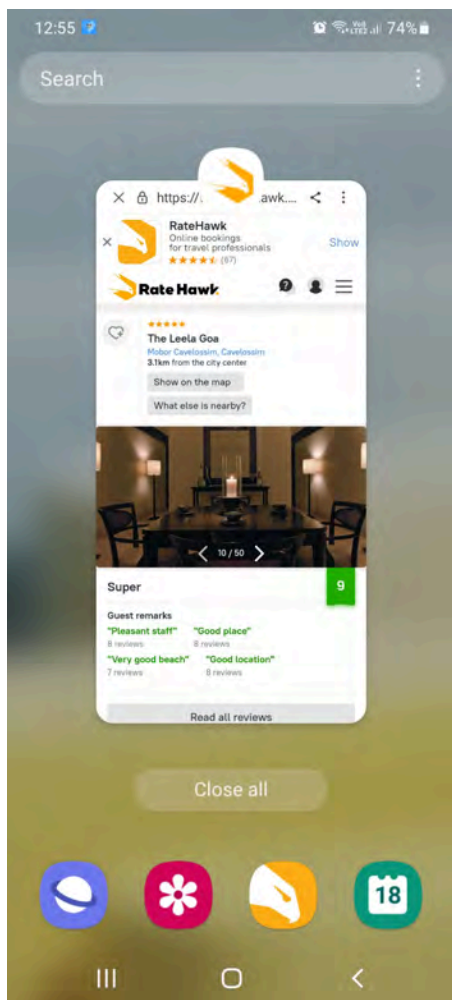 12:55
74%
Search
https://
awk....
RateHawk
Online bookings
for travel professionals
(67)
Show
Rate Hawk
The Leela Goa
Mobor Cavelossim, Cavelossim
3.1km from the city center
Show on the map
What else is nearby?
10 / 50
Super
9
Guest remarks
"Pleasant staff" "Good place"
8 reviews 8 reviews
"Very good beach" "Good location"
7 reviews 8 reviews
Read all reviews
Close all
18